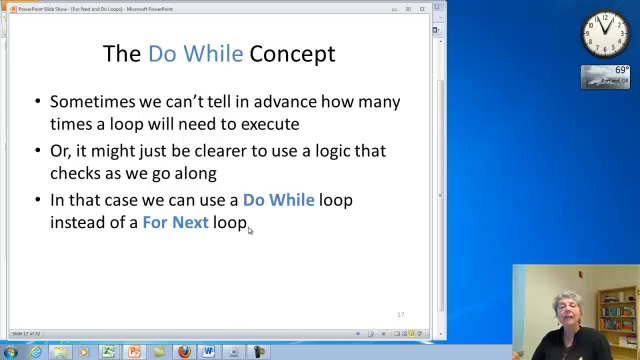 PowerPoint Slide Show - [For Next and Do Loops] - Microsoft PowerPoint
The Do While Concept
• Sometimes we can't tell in advance how many
times a loop will need to execute
• Or, it might just be clearer to use a logic that
checks as we go along
• In that case we can use a Do While loop
instead of a For Next loop
17
Slide 17 of 32
69°
Portland, OR